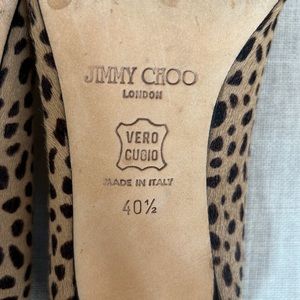 JIMMY CHOO
LONDON
VERO
CUOIO
MADE IN ITALY
40½